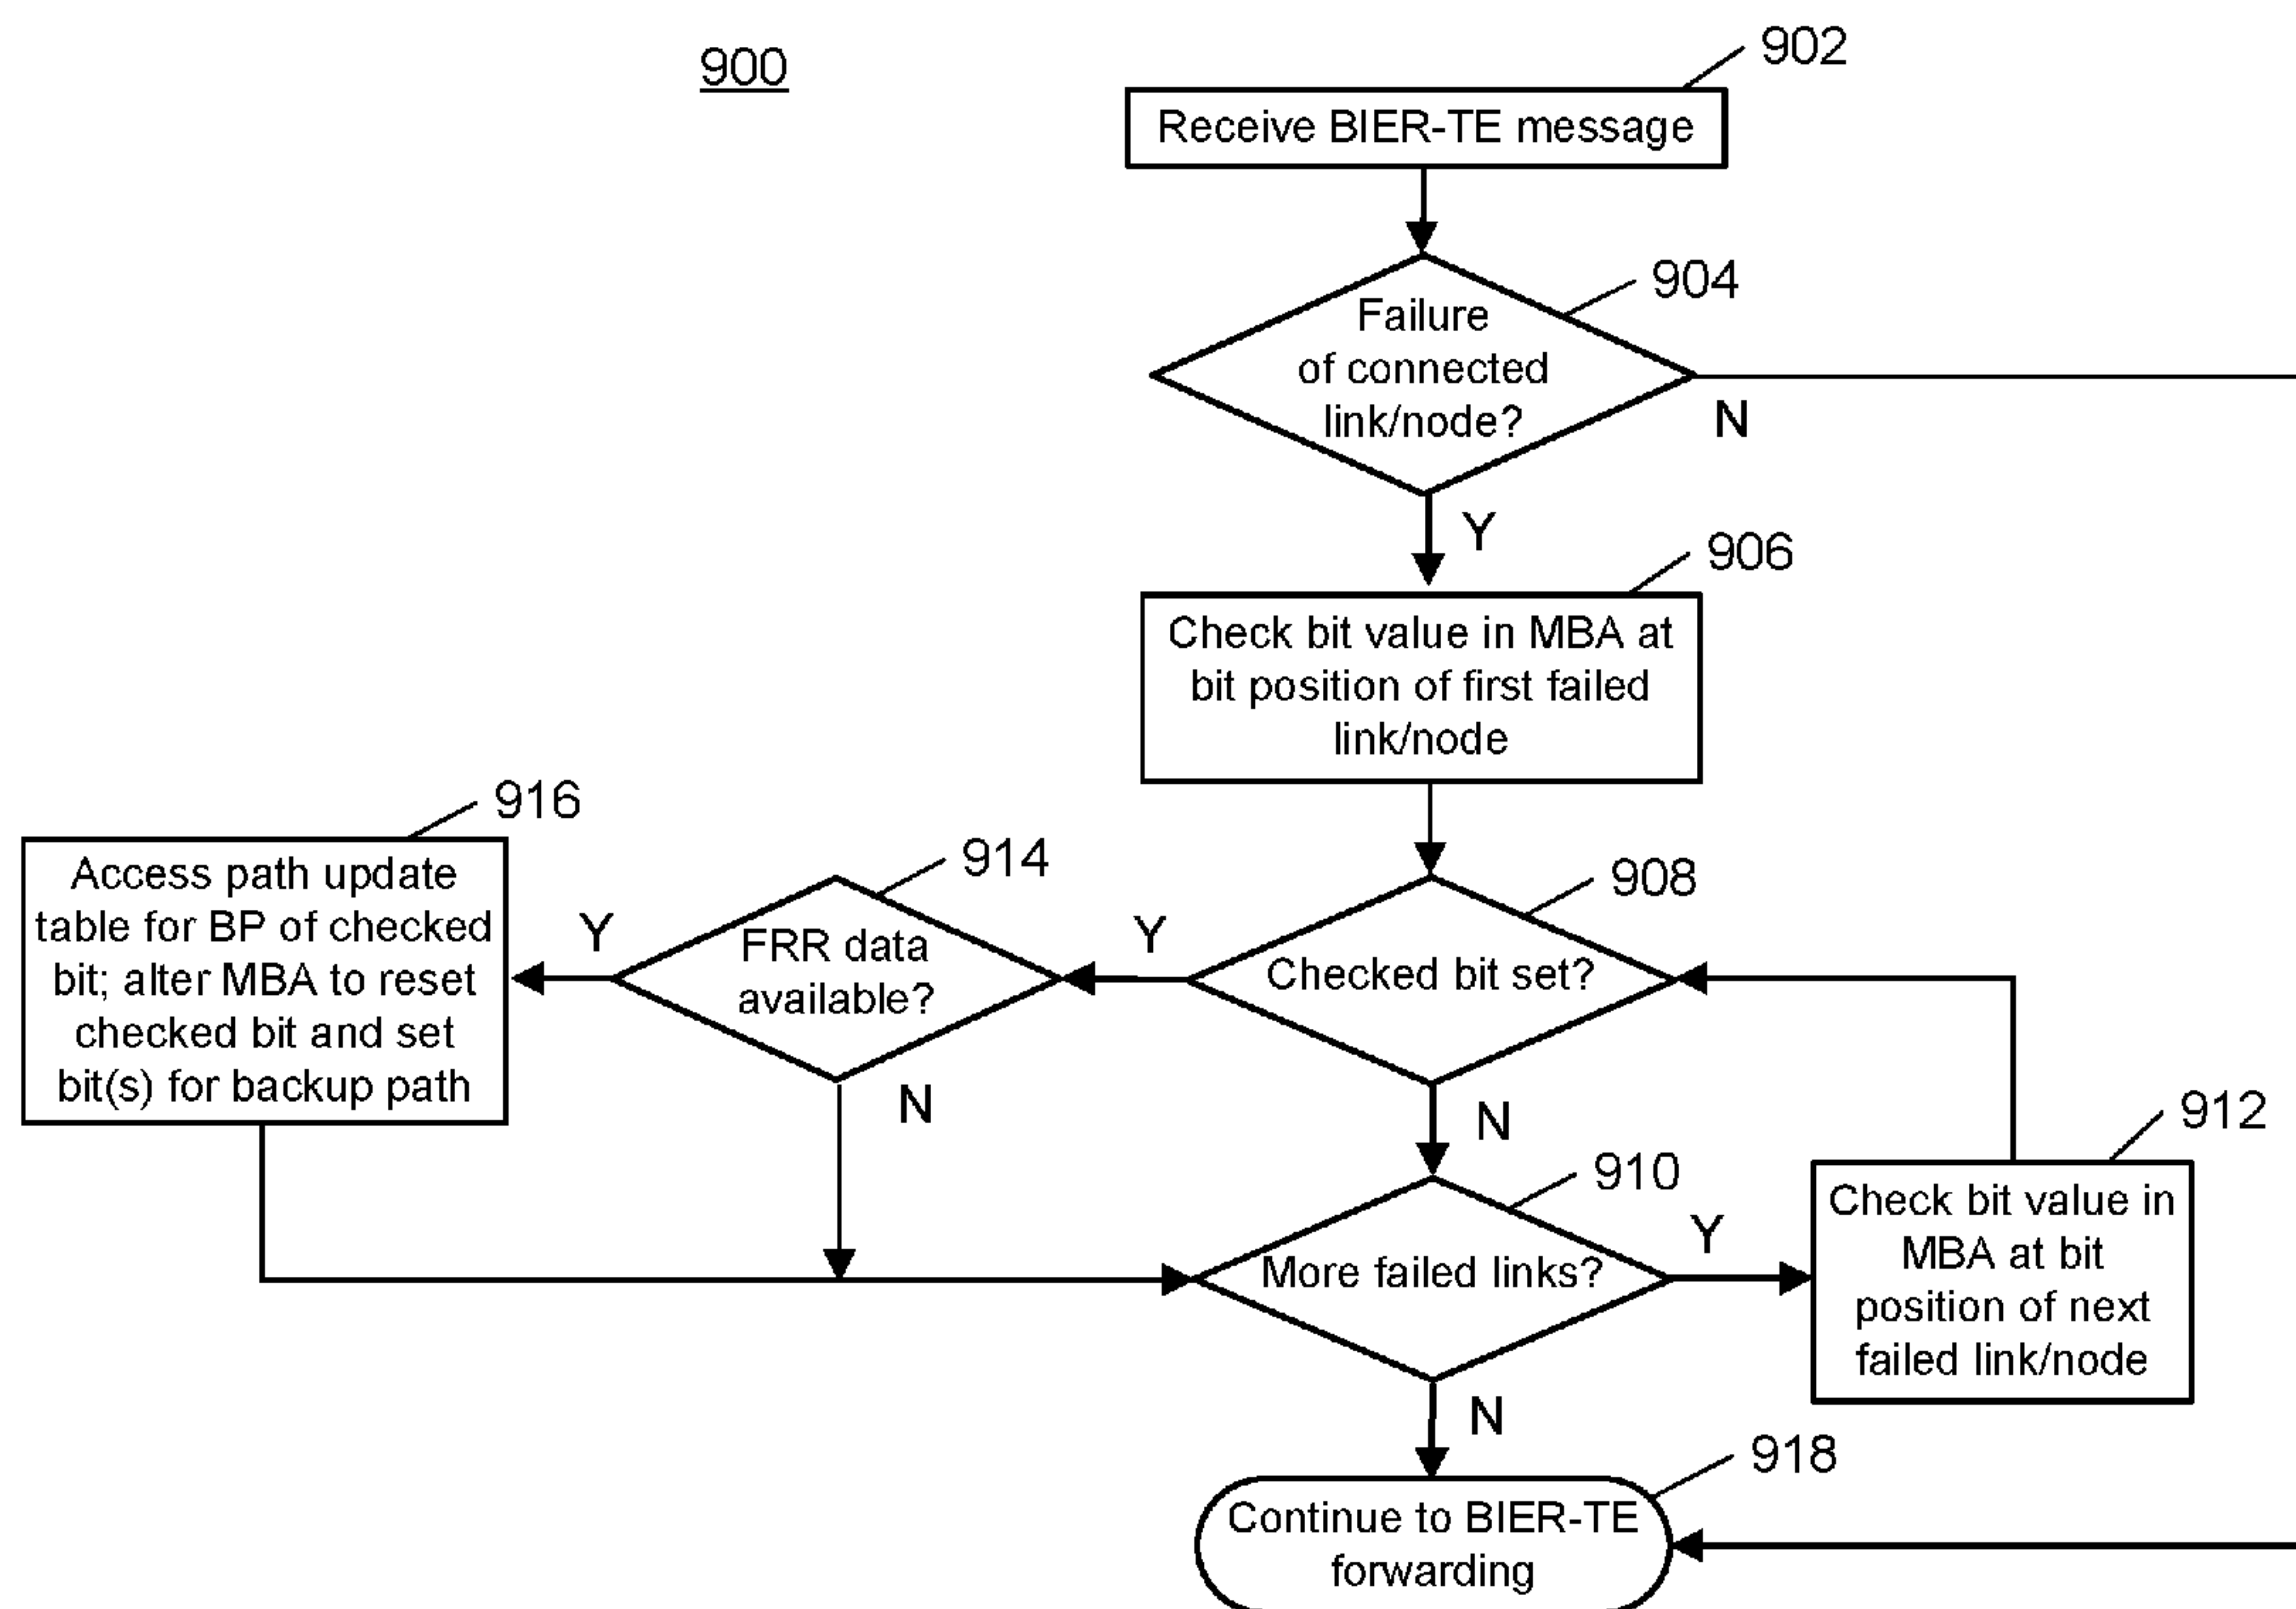 900
902
Receive BIER-TE message
904
Failure
of connected
link/node?
N
Y
906
Check bit value in MBA at
bit position of first failed
link/node
916
Access path update
table for BP of checked
bit; alter MBA to reset
checked bit and set
bit(s) for backup path
Y
914
FRR data
available?
N
Y
908
Checked bit set?
N
910
More failed links?
Y
912
Check bit value in
MBA at bit
position of next
failed link/node
N
918
Continue to BIER-TE
forwarding